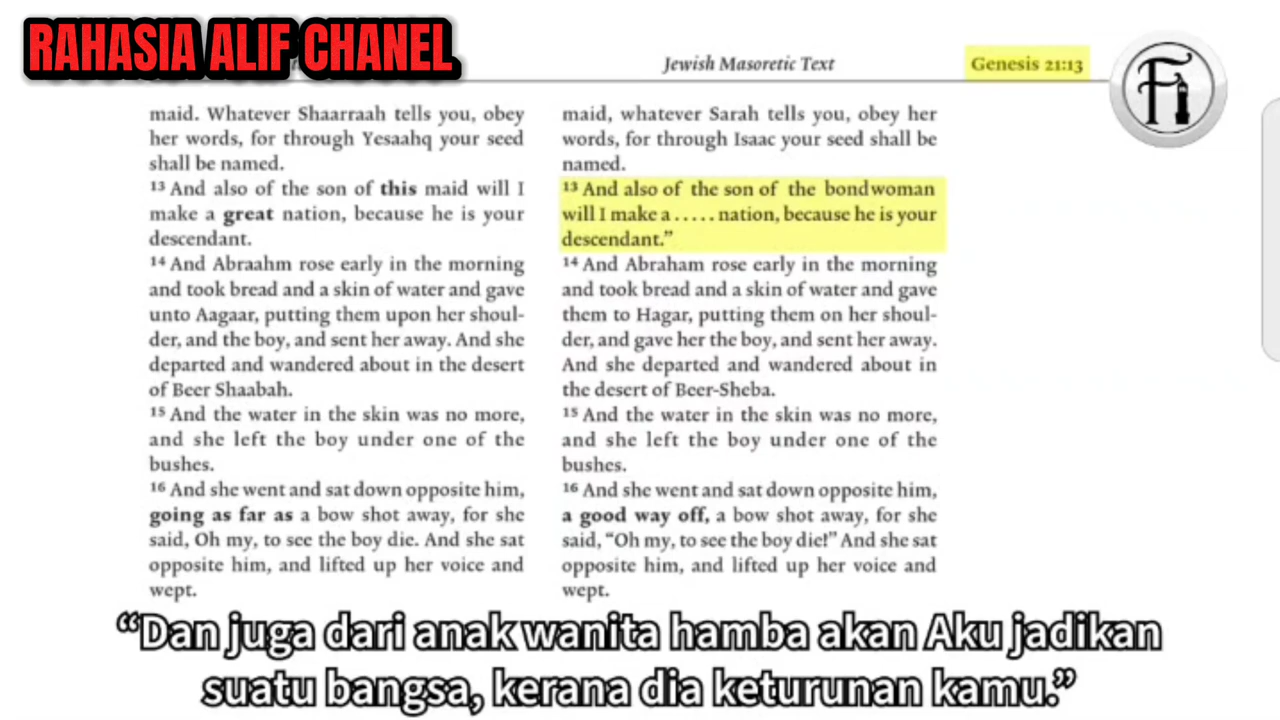 RAHASIA ALIF CHANEL
Jewish Masoretic Text
Genesis 21:13
maid. Whatever Shaarraah tells you, obey
her words, for through Yesaahq your seed
shall be named.
13 And also of the son of this maid will I
make a great nation, because he is your
descendant.
14 And Abraahm rose early in the morning
and took bread and a skin of water and gave
unto Aagaar, putting them upon her shoul-
der, and the boy, and sent her away. And she
departed and wandered about in the desert
of Beer Shaabah.
15 And the water in the skin was no more,
and she left the boy under one of the
bushes.
16 And she went and sat down opposite him,
going as far as a bow shot away, for she
said, Oh my, to see the boy die. And she sat
opposite him, and lifted up her voice and
wept.
maid, whatever Sarah tells you, obey her
words, for through Isaac your seed shall be
named.
13 And also of the son of the bondwoman
will I make a ..... nation, because he is your
descendant.”
14 And Abraham rose early in the morning
and took bread and a skin of water and gave
them to Hagar, putting them on her shoul-
der, and gave her the boy, and sent her away.
And she departed and wandered about in
the desert of Beer-Sheba.
15 And the water in the skin was no more,
and she left the boy under one of the
bushes.
16 And she went and sat down opposite him,
a good way off, a bow shot away, for she
said, “Oh my, to see the boy die!” And she sat
opposite him, and lifted up her voice and
wept.
“Dan juga dari anak wanita hamba akan Aku jadikan
suatu bangsa, kerana dia keturunan kamu.”